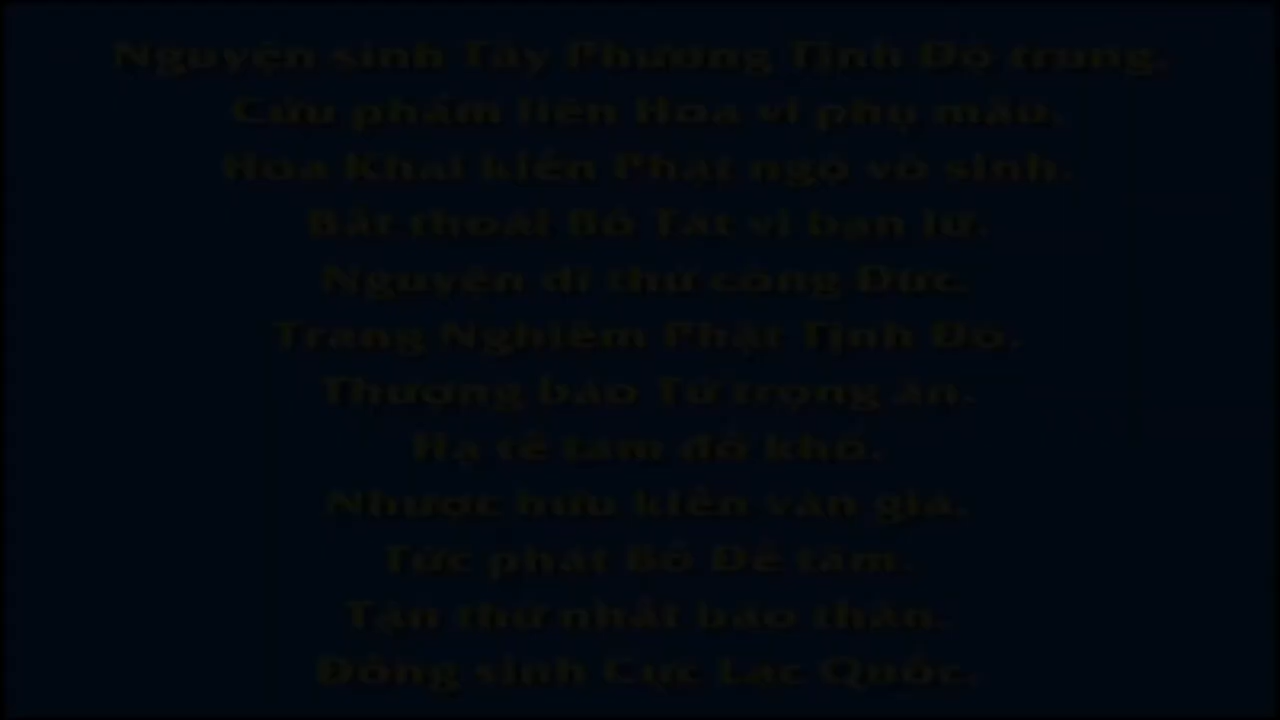 Nguyện sinh Tây Phương Tịnh Độ trung.
Cửu phẩm liên Hoa vi phụ mẫu.
Hoa Khai kiến Phật ngộ vô sinh.
Bất thoái Bồ Tát vi bạn lữ.
Nguyện dĩ thử công Đức.
Trang Nghiêm Phật Tịnh Độ.
Thượng báo Tứ trọng ân.
Hạ tế tam đồ khổ.
Nhược hữu kiến văn giả.
Tức phát Bồ Đề tâm.
Tận thử nhất báo thân.
Đồng sinh Cực Lạc Quốc.